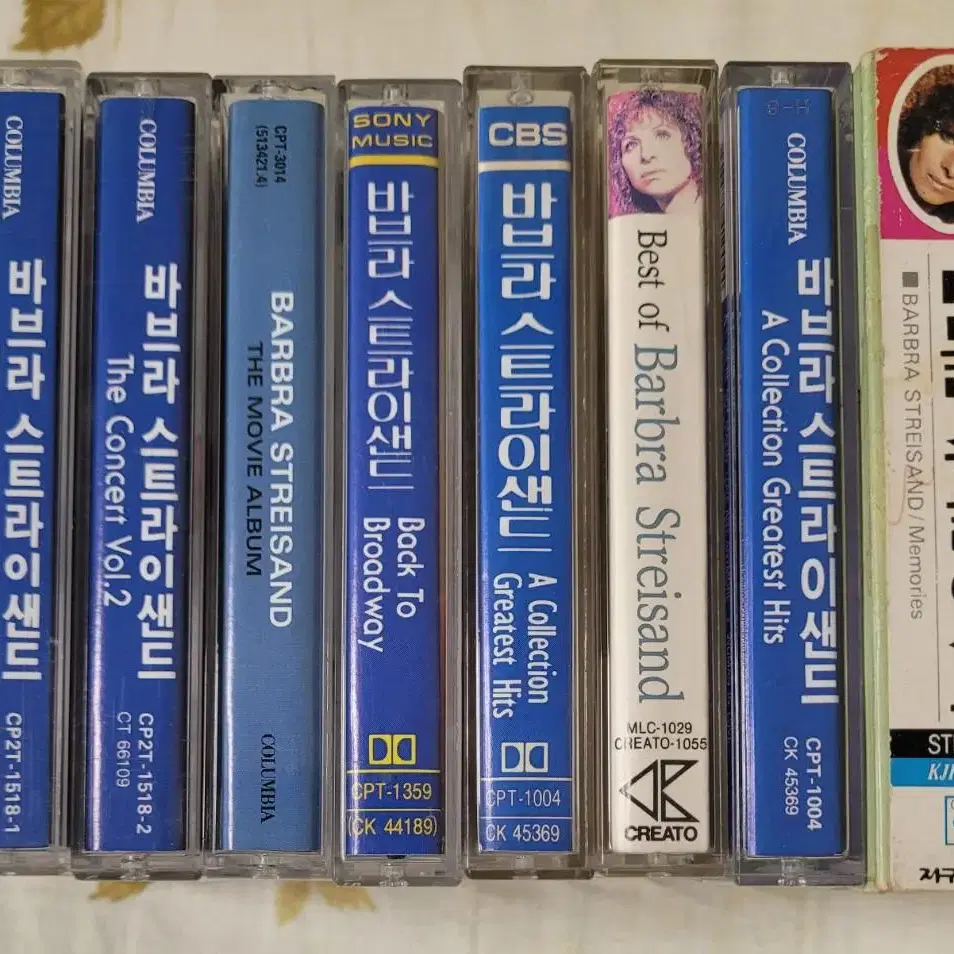 COLUMBIA
바브라 스트라이샌드
CP2T-1518-1
COLUMBIA
바브라 스트라이샌드
The Concert Vol.2
CP2T-1518-2
CT 66109
CPT-3014
(513421.4)
BARBRA STREISAND
THE MOVIE ALBUM
COLUMBIA
SONY
MUSIC
바브라 스트라이샌드
Back To
Broadway
CPT-1359
(CK 44189)
CBS
바브라 스트라이샌드
A Collection
Greatest Hits
CPT-1004
CK 45369
Best of Barbra Streisand
MLC-1029
CREATO-1055
CREATO
COLUMBIA
바브라 스트라이샌드
A Collection Greatest Hits
CPT-1004
CK 45369
BARBRA STREISAND/Memories